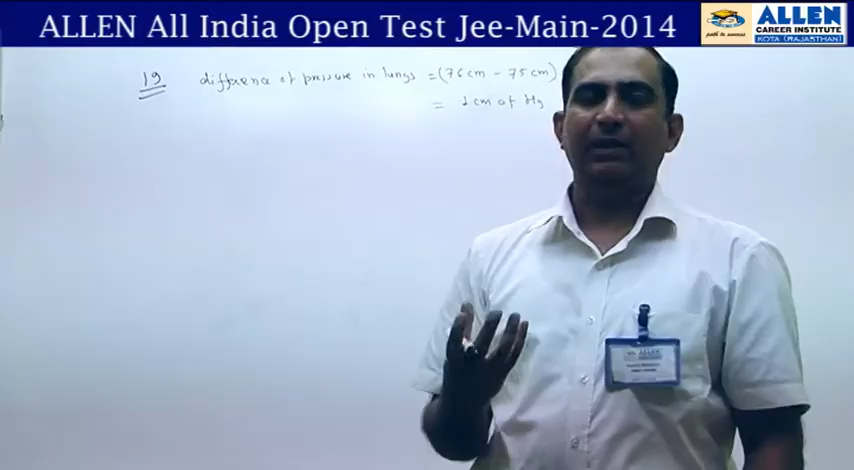 ALLEN All India Open Test Jee-Main-2014
path to success
ALLEN
CAREER INSTITUTE
KOTA (RAJASTHAN)
19 difference of pressure in lungs = (76 cm - 75 cm)
= 1 cm of Hg
ALLEN